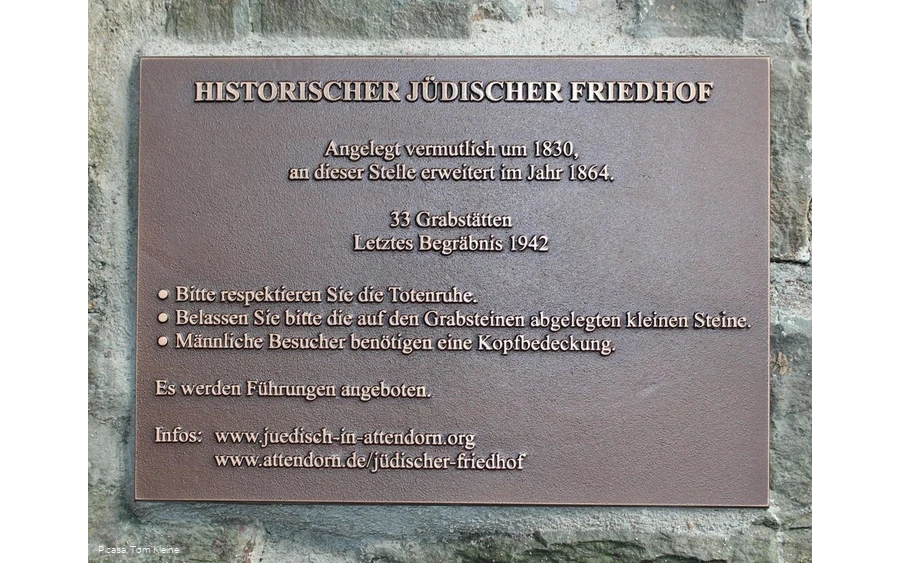 HISTORISCHER JÜDISCHER FRIEDHOF
Angelegt vermutlich um 1830,
an dieser Stelle erweitert im Jahr 1864.
33 Grabstätten
Letztes Begräbnis 1942
● Bitte respektieren Sie die Totenruhe.
● Belassen Sie bitte die auf den Grabsteinen abgelegten kleinen Steine.
● Männliche Besucher benötigen eine Kopfbedeckung.
Es werden Führungen angeboten.
Infos: www.juedisch-in-attendorn.org
www.attendorn.de/jüdischer-friedhof
Picasa, Tom Kleine